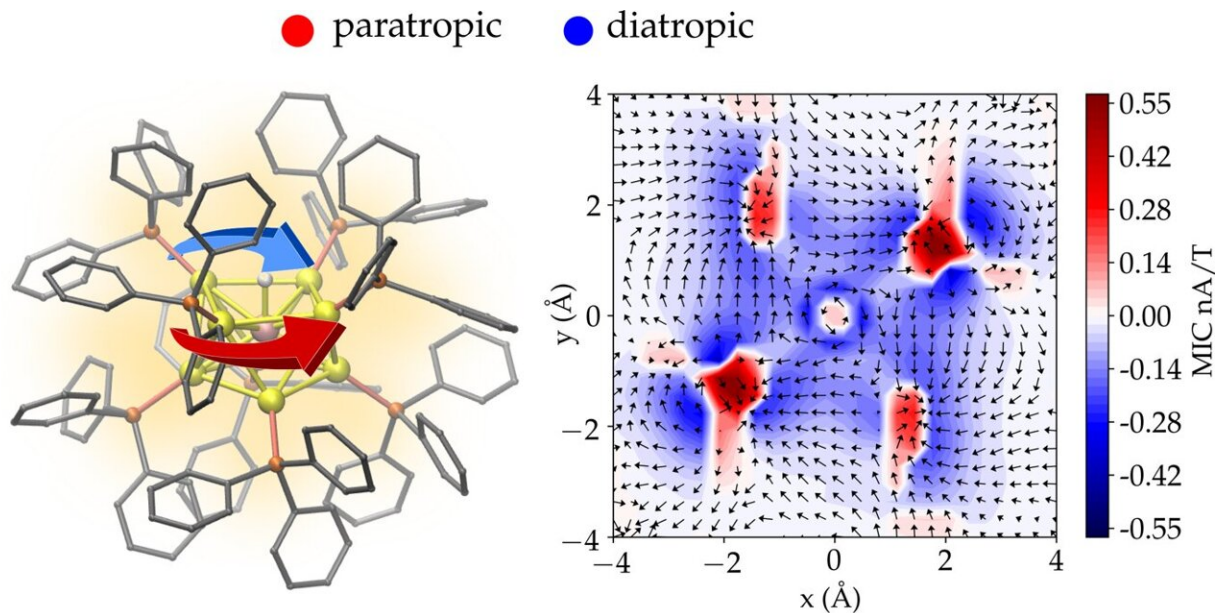 paratropic diatropic
4
2
0
−2
−4
y (Å)
−4 −2 0 2 4
x (Å)
0.55
0.42
0.28
0.14
0.00
-0.14
-0.28
-0.42
-0.55
MIC nA/T